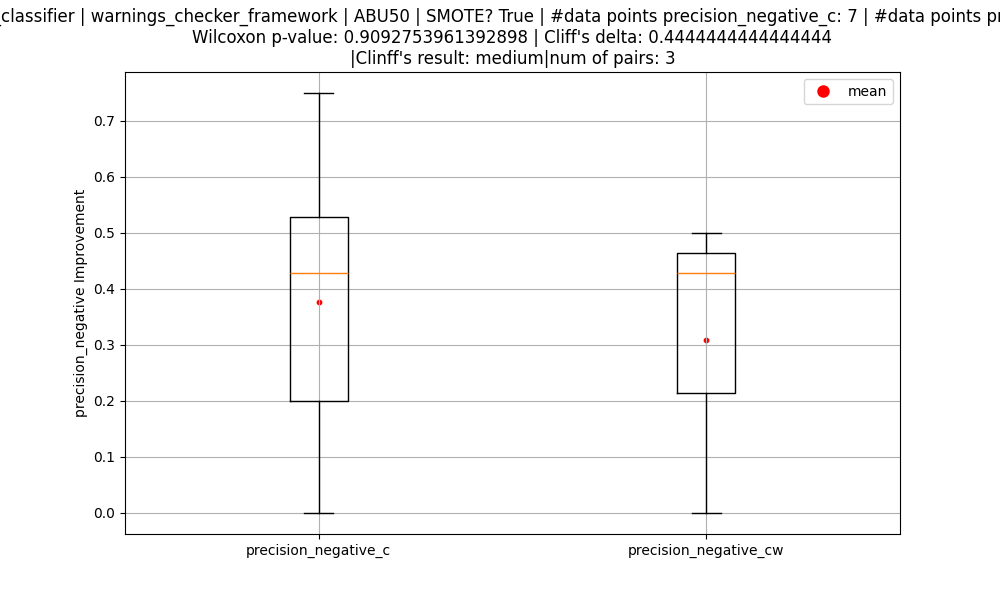 _classifier | warnings_checker_framework | ABU50 | SMOTE? True | #data points precision_negative_c: 7 | #data points
Wilcoxon p-value: 0.9092753961392898 | Cliff's delta: 0.4444444444444444
|Clinff's result: medium|num of pairs: 3
mean
0.7
0.6
0.5
0.4
0.3
0.2
0.1
0.0
precision_negative Improvement
precision_negative_c
precision_negative_cw